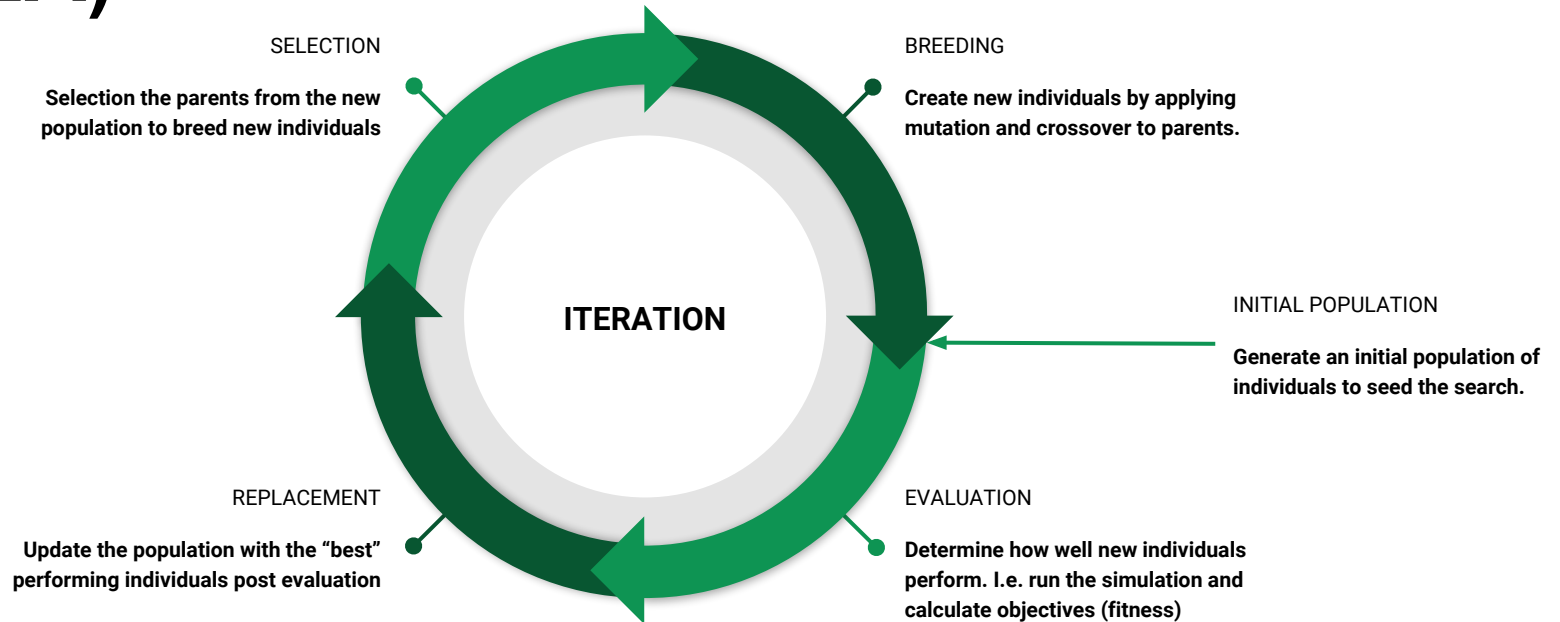 SELECTION
Selection the parents from the new
population to breed new individuals
BREEDING
Create new individuals by applying
mutation and crossover to parents.
ITERATION
INITIAL POPULATION
Generate an initial population of
individuals to seed the search.
REPLACEMENT
Update the population with the “best”
performing individuals post evaluation
EVALUATION
Determine how well new individuals
perform. I.e. run the simulation and
calculate objectives (fitness)